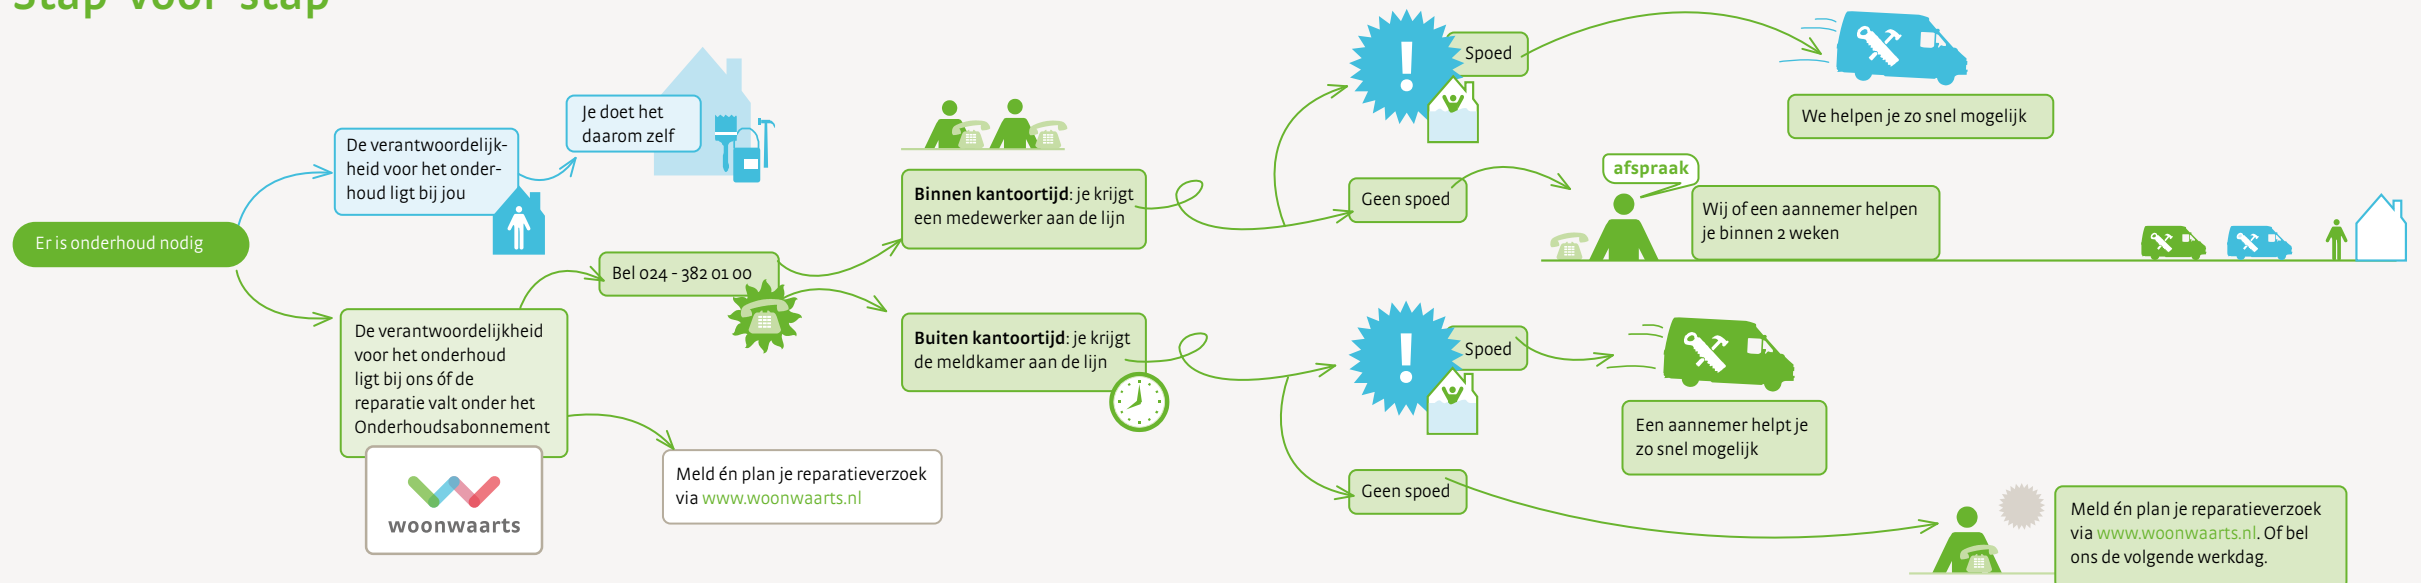 Stap voor stap
Er is onderhoud nodig
De verantwoordelijk-
heid voor het onder-
houd ligt bij jou
Je doet het
daarom zelf
De verantwoordelijkheid
voor het onderhoud
ligt bij ons óf de
reparatie valt onder het
Onderhoudsabonnement
woonwaarts
Bel 024 - 382 01 00
Meld én plan je reparatieverzoek
via www.woonwaarts.nl
Binnen kantoortijd: je krijgt
een medewerker aan de lijn
Buiten kantoortijd: je krijgt
de meldkamer aan de lijn
!
Spoed
We helpen je zo snel mogelijk
Geen spoed
afspraak
Wij of een aannemer helpen
je binnen 2 weken
!
Spoed
Een aannemer helpt je
zo snel mogelijk
Geen spoed
Meld én plan je reparatieverzoek
via www.woonwaarts.nl. Of bel
ons de volgende werkdag.